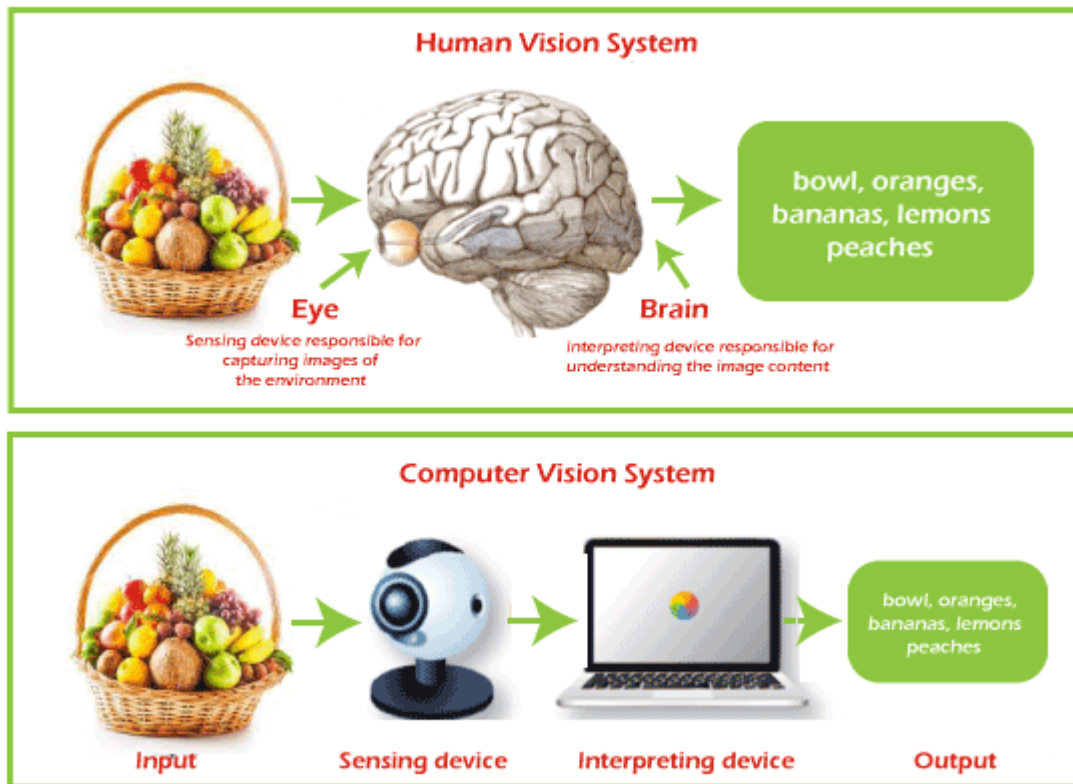 Human Vision System
bowl, oranges,
bananas, lemons
peaches
Eye
Sensing device responsible for
capturing images of
the environment
Brain
Interpreting device responsible for
understanding the image content
Computer Vision System
bowl, oranges,
bananas, lemons
peaches
Input
Sensing device
Interpreting device
Output